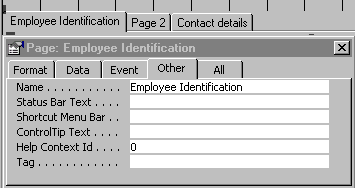 Employee Identification Page 2 Contact details
Page: Employee Identification
Format Data Event Other All
Name . . . . . . . . . . . Employee Identification
Status Bar Text . . . .
Shortcut Menu Bar . .
ControlTip Text . . . .
Help Context Id . . . . 0
Tag . . . . . . . . . . . .